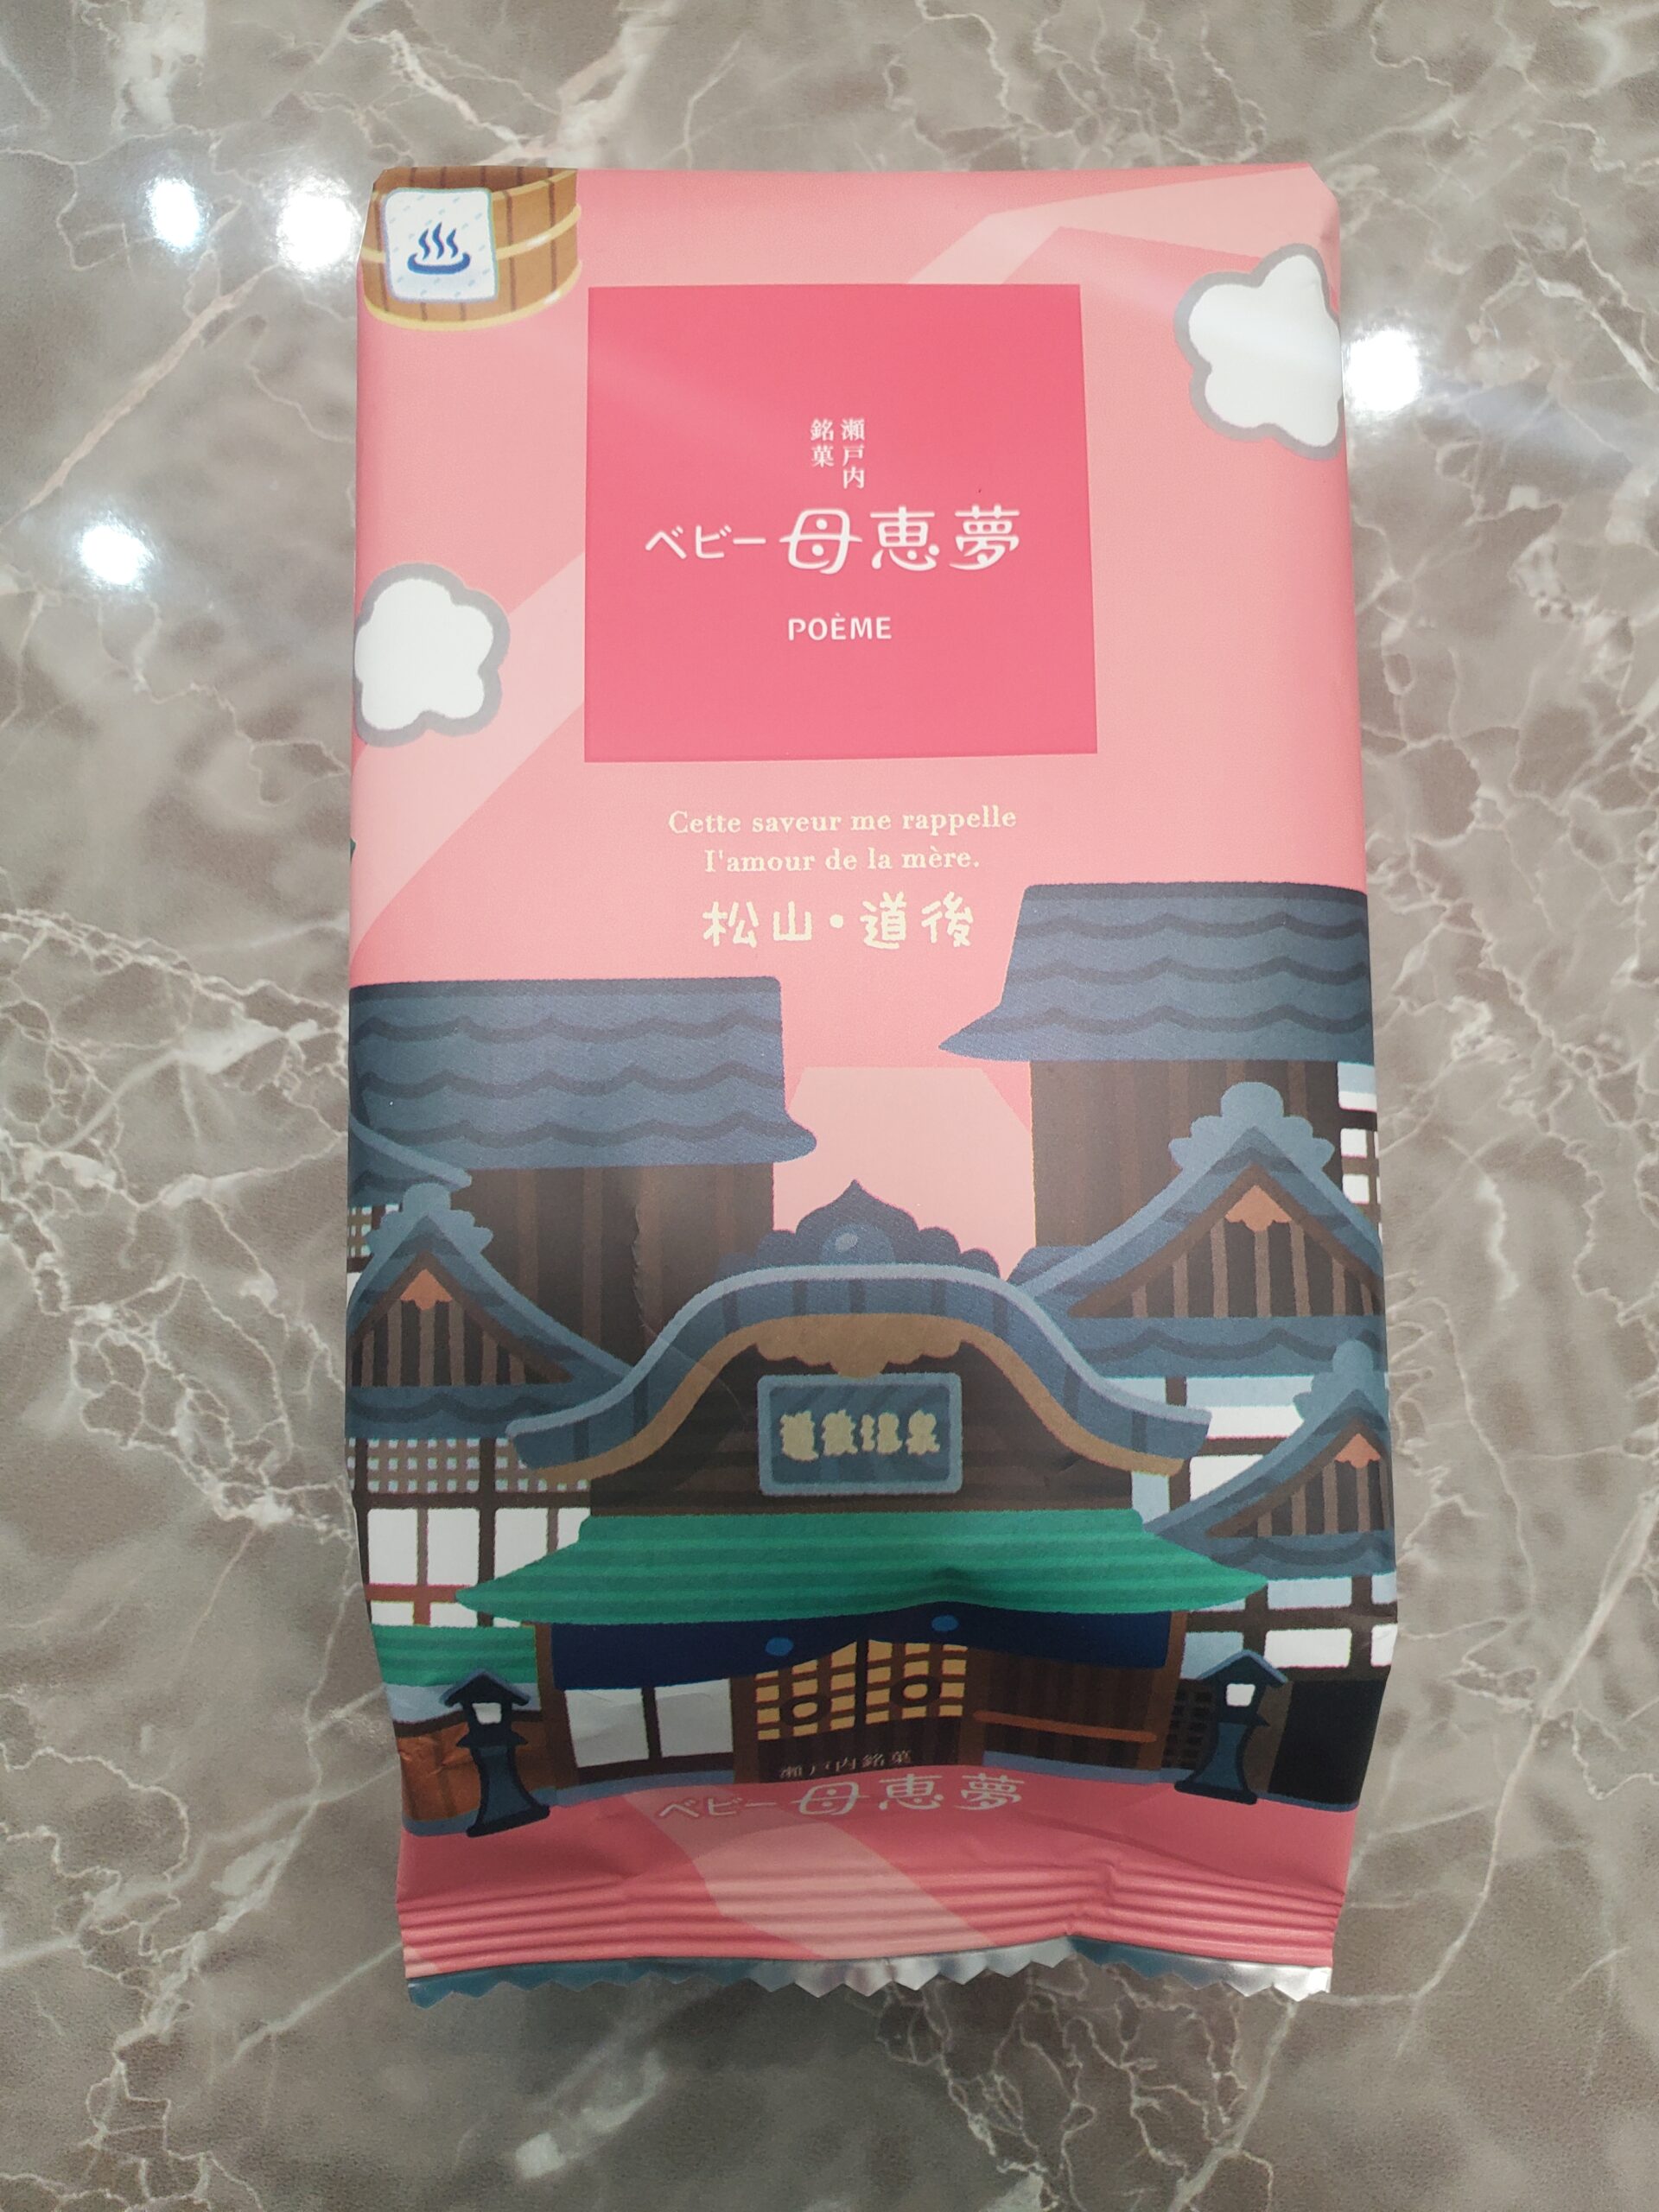 瀬戸内
銘菓
ベビー母恵夢
POÈME
Cette saveur me rappelle
I'amour de la mère.
松山・道後
道後温泉
瀬戸内銘菓
ベビー母恵夢